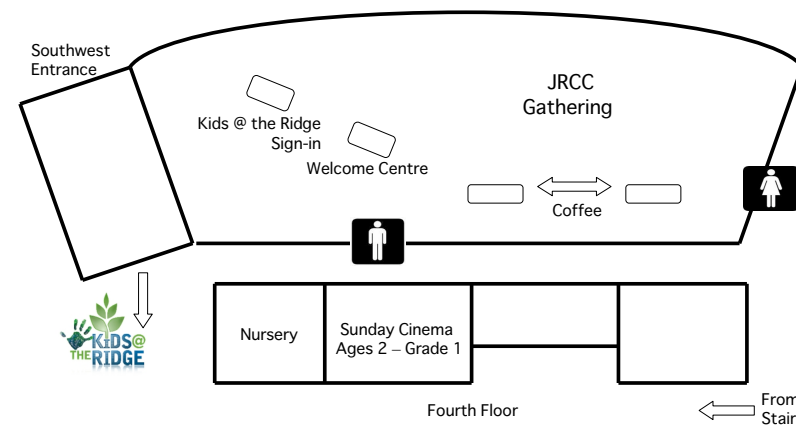 Southwest
Entrance
JRCC
Gathering
Kids @ the Ridge
Sign-in
Welcome Centre
Coffee
KIDS@
THE RIDGE
Nursery
Sunday Cinema
Ages 2 – Grade 1
Fourth Floor
From
Stair